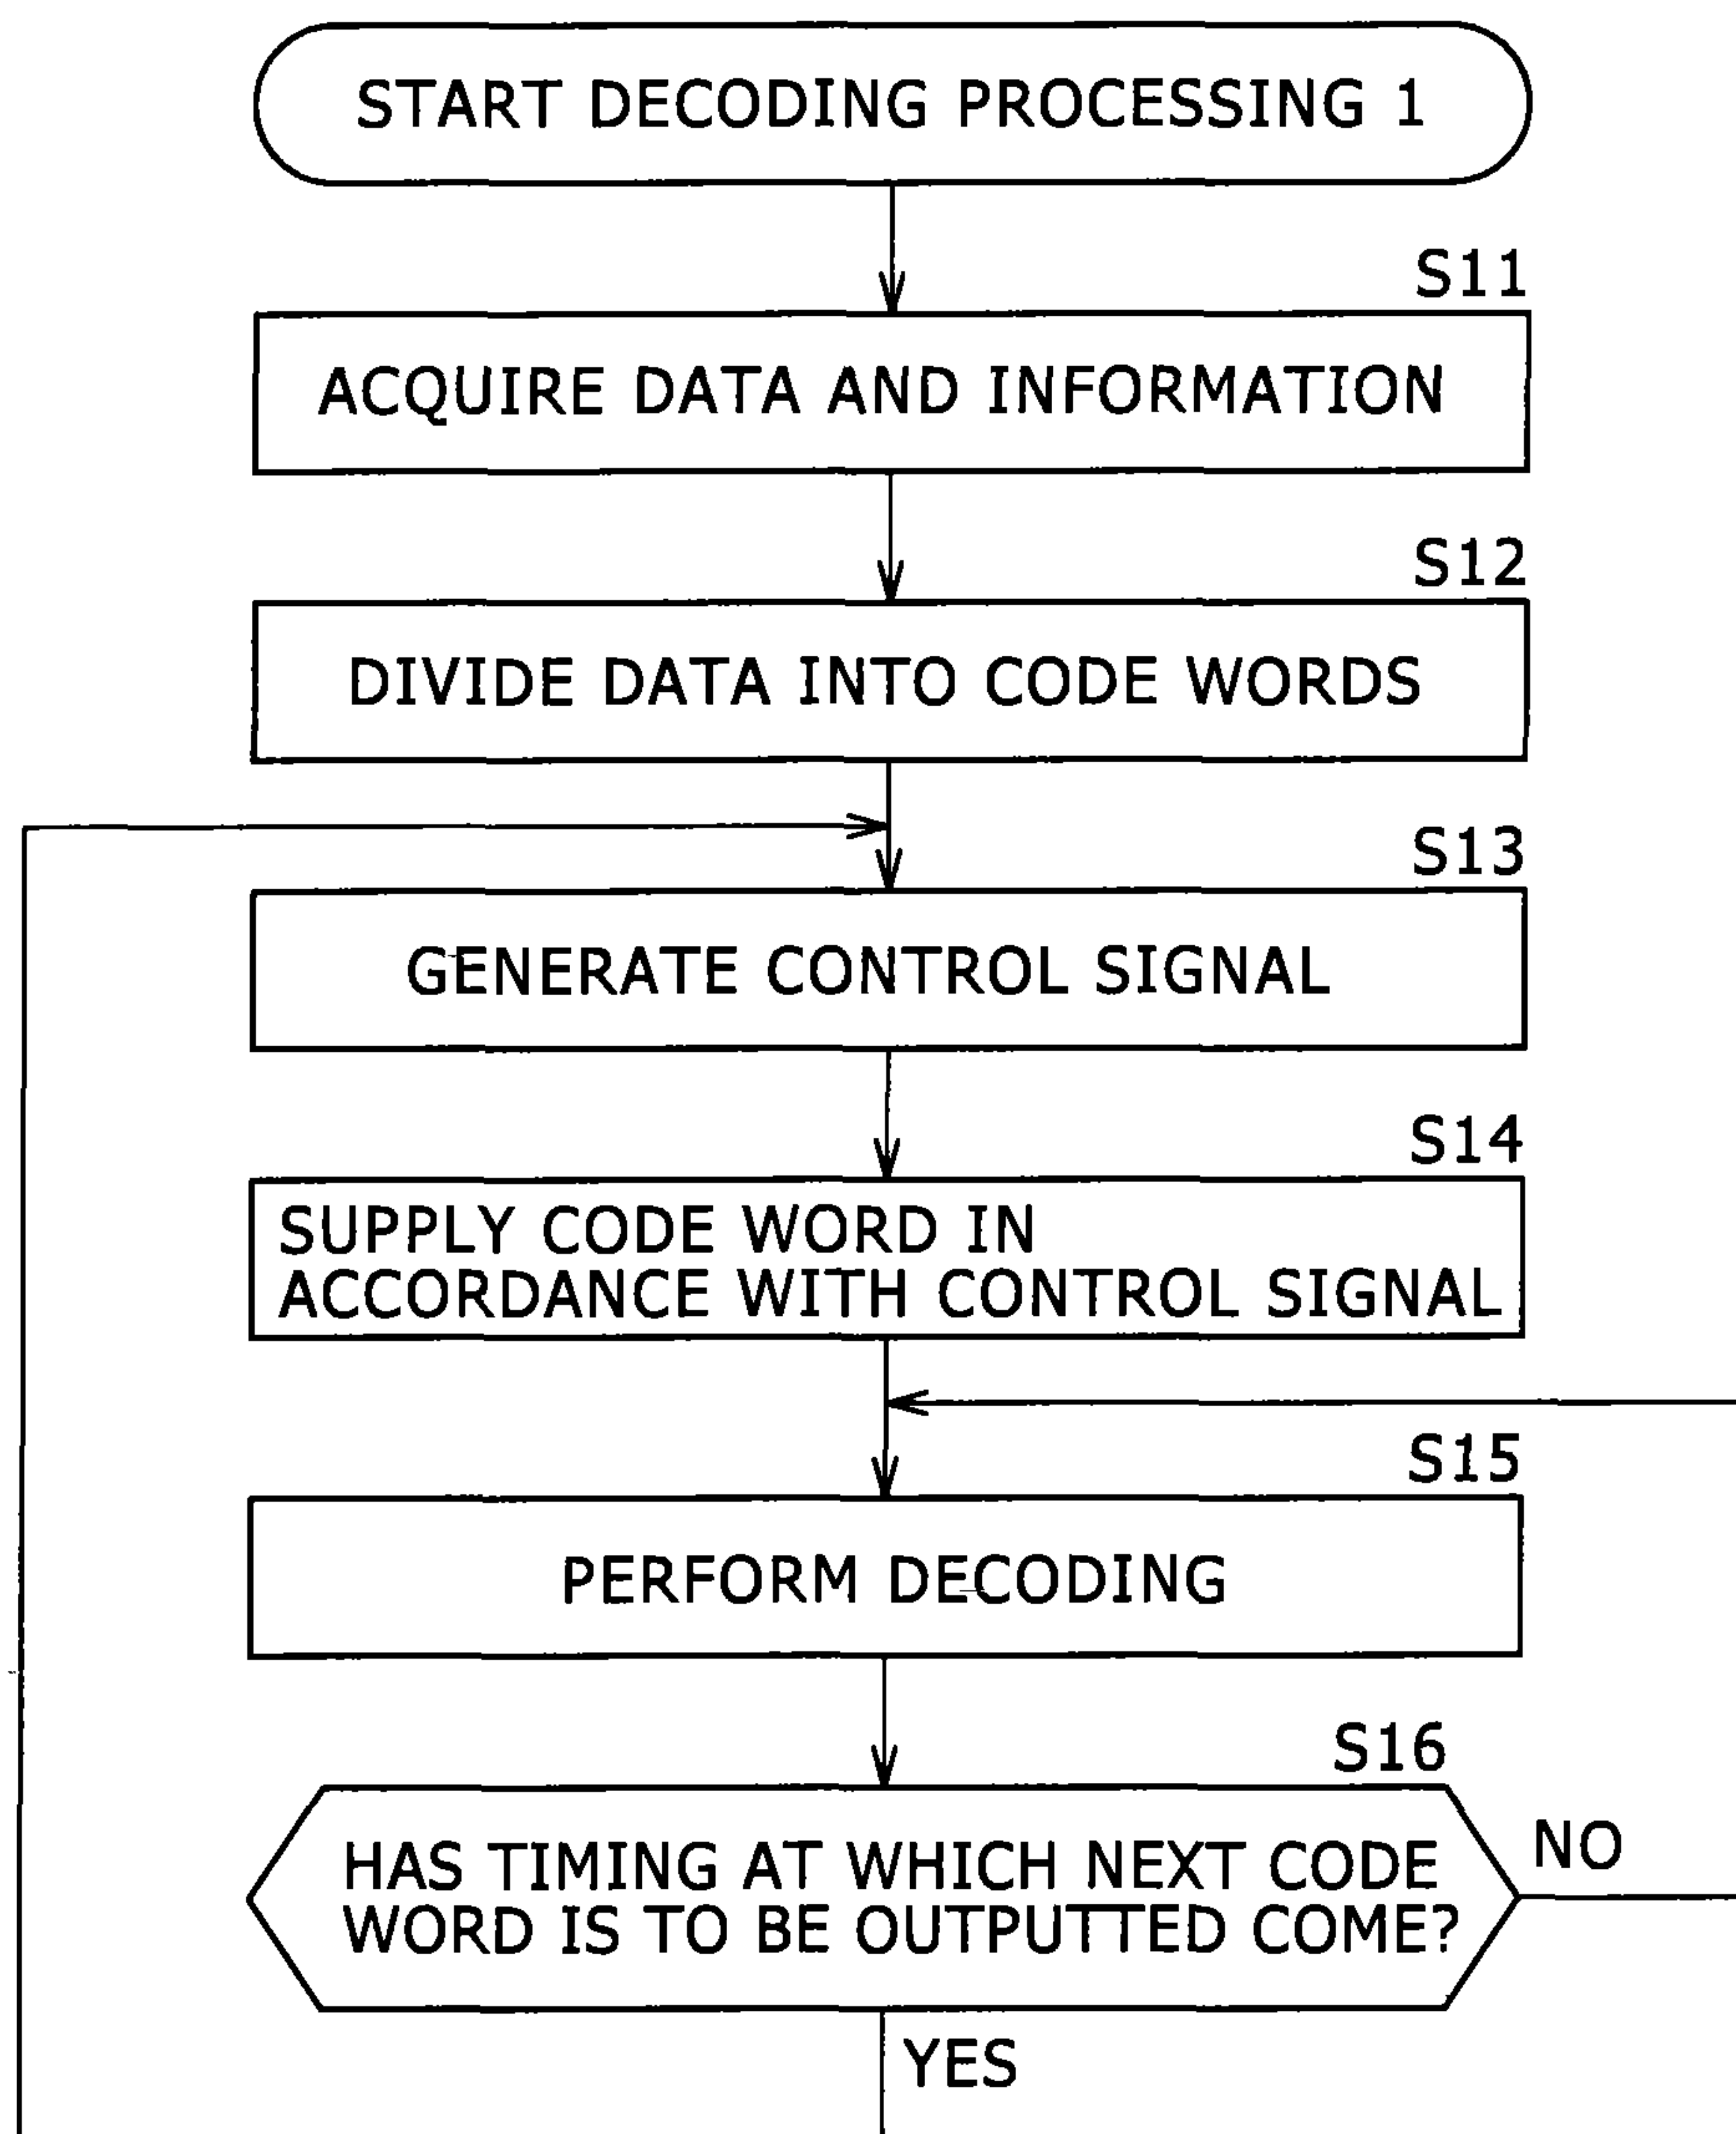 START DECODING PROCESSING 1
S11
ACQUIRE DATA AND INFORMATION
S12
DIVIDE DATA INTO CODE WORDS
S13
GENERATE CONTROL SIGNAL
S14
SUPPLY CODE WORD IN
ACCORDANCE WITH CONTROL SIGNAL
S15
PERFORM DECODING
S16
HAS TIMING AT WHICH NEXT CODE
WORD IS TO BE OUTPUTTED COME?
NO
YES